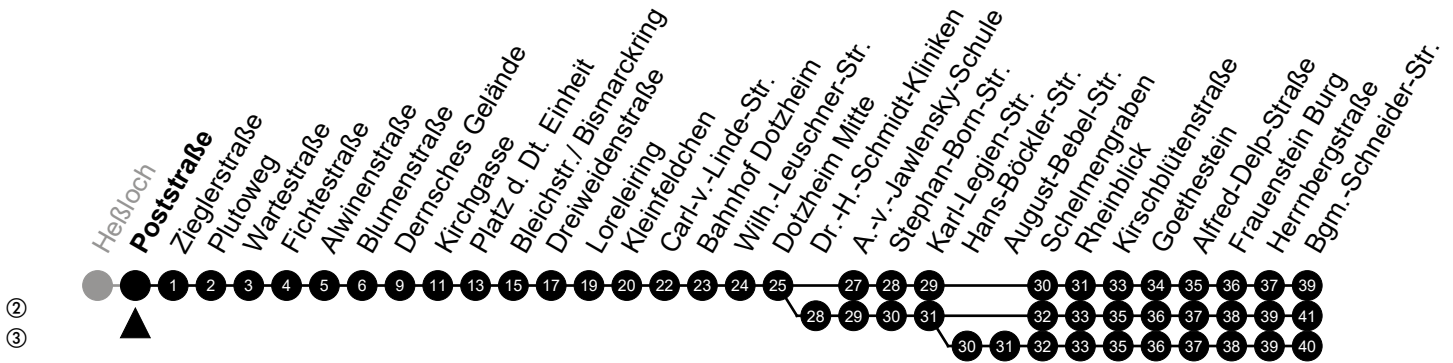 Heßloch
Poststraße
Zieglerstraße
Plutoweg
Wartestraße
Fichtestraße
Alwinenstraße
Blumenstraße
Dernsches Gelände
Kirchgasse
Platz d. Dt. Einheit
Bleichstr./ Bismarckring
Dreiweidenstraße
Loreleiring
Kleinfeldchen
Carl-v.-Linde-Str.
Bahnhof Dotzheim
Wilh.-Leuschner-Str.
Dotzheim Mitte
Dr.-H.-Schmidt-Kliniken
A.-v.-Jawlensky-Schule
Stephan-Born-Str.
Karl-Legien-Str.
Hans-Böckler-Str.
August-Bebel-Str.
Schelmengraben
Rheinblick
Kirschblütenstraße
Goethestein
Alfred-Delp-Straße
Frauenstein Burg
Herrnbergstraße
Bgm.-Schneider-Str.
1 2 3 4 5 6 9 11 13 15 17 19 20 22 23 24 25 27 28 29 30 31 33 34 35 36 37 39
② 28 29 30 31 32 33 35 36 37 38 39 41
③ 30 31 32 33 35 36 37 38 39 40